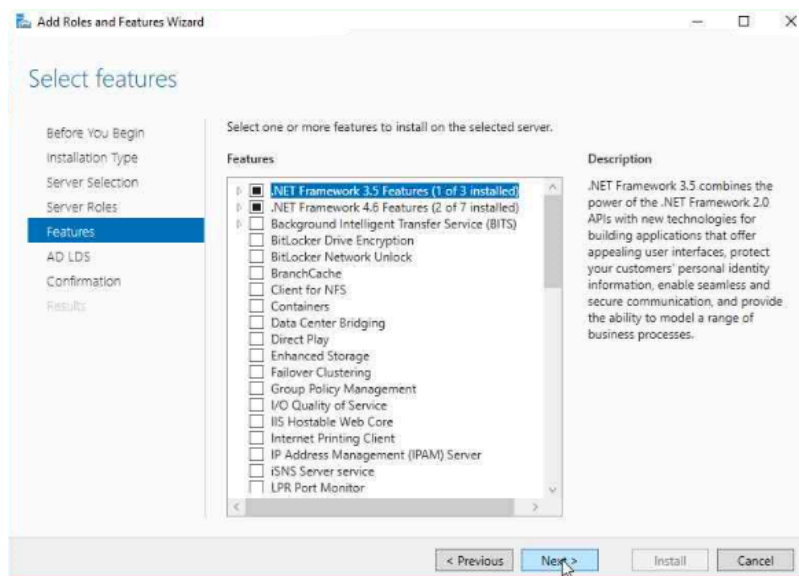 Add Roles and Features Wizard
Select features
Before You Begin
Installation Type
Server Selection
Server Roles
Features
AD LDS
Confirmation
Results
Select one or more features to install on the selected server.
Features
.NET Framework 3.5 Features (1 of 3 installed)
.NET Framework 4.6 Features (2 of 7 installed)
Background Intelligent Transfer Service (BITS)
BitLocker Drive Encryption
BitLocker Network Unlock
BranchCache
Client for NFS
Containers
Data Center Bridging
Direct Play
Enhanced Storage
Failover Clustering
Group Policy Management
I/O Quality of Service
IIS Hostable Web Core
Internet Printing Client
IP Address Management (IPAM) Server
iSNS Server service
LPR Port Monitor
Description
.NET Framework 3.5 combines the
power of the .NET Framework 2.0
APIs with new technologies for
building applications that offer
appealing user interfaces, protect
your customers' personal identity
information, enable seamless and
secure communication, and provide
the ability to model a range of
business processes.
< Previous
Next >
Install
Cancel